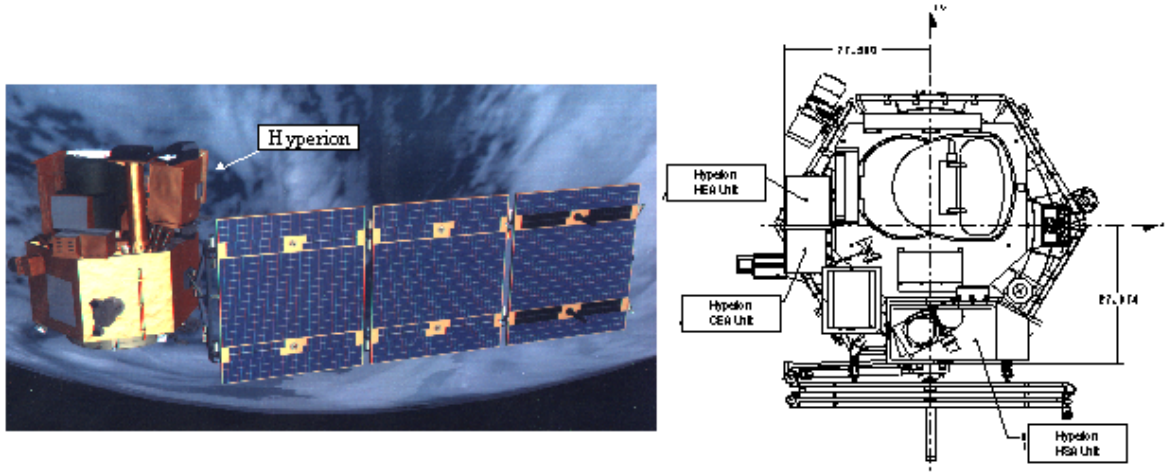 Hyperion
Hyperion
HEA Unit
Hyperion
CEA Unit
Hyperion
HSA Unit